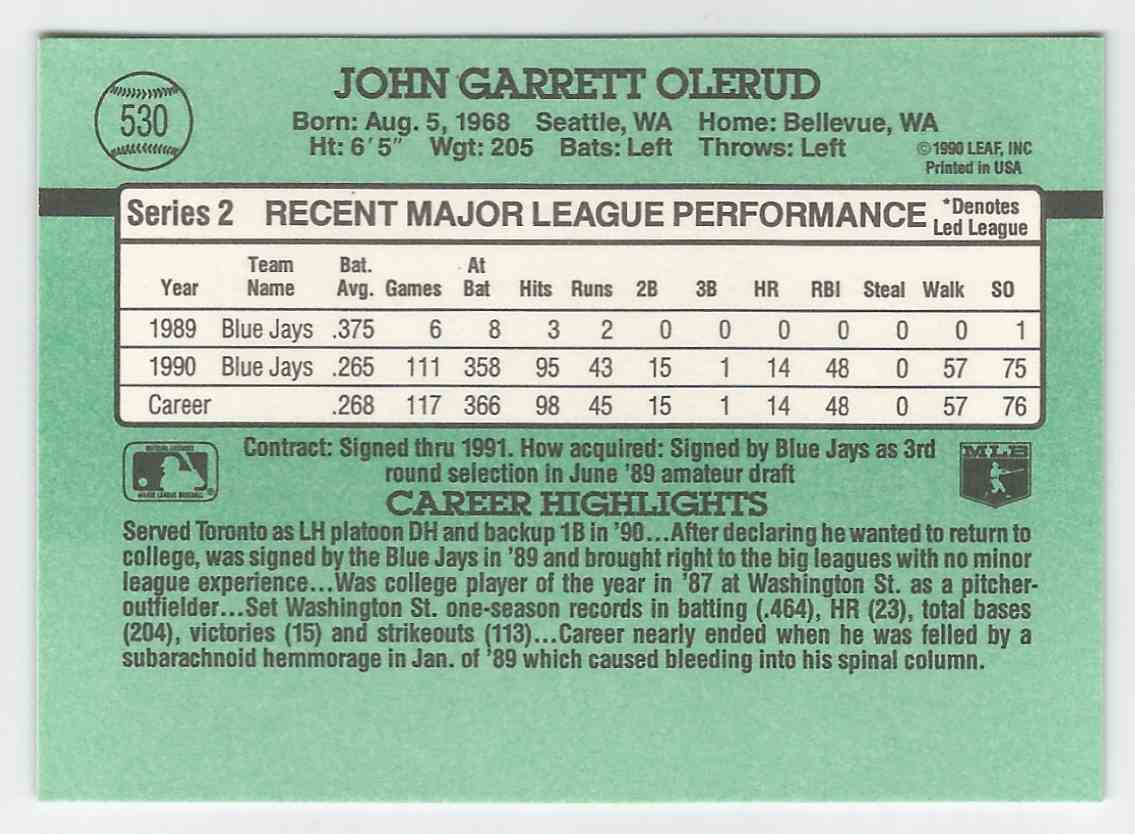 530
JOHN GARRETT OLERUD
Born: Aug. 5, 1968 Seattle, WA Home: Bellevue, WA
Ht: 6'5" Wgt: 205 Bats: Left Throws: Left
©1990 LEAF, INC
Printed in USA
Series 2 RECENT MAJOR LEAGUE PERFORMANCE *Denotes
Led League
Team Bat. At
Year Name Avg. Games Bat Hits Runs 2B 3B HR RBI Steal Walk SO
1989 Blue Jays .375 6 8 3 2 0 0 0 0 0 0 1
1990 Blue Jays .265 111 358 95 43 15 1 14 48 0 57 75
Career .268 117 366 98 45 15 1 14 48 0 57 76
Contract: Signed thru 1991. How acquired: Signed by Blue Jays as 3rd
round selection in June '89 amateur draft
MAJOR LEAGUE BASEBALL
MLB
CAREER HIGHLIGHTS
Served Toronto as LH platoon DH and backup 1B in '90...After declaring he wanted to return to
college, was signed by the Blue Jays in '89 and brought right to the big leagues with no minor
league experience...Was college player of the year in '87 at Washington St. as a pitcher-
outfielder...Set Washington St. one-season records in batting (.464), HR (23), total bases
(204), victories (15) and strikeouts (113)...Career nearly ended when he was felled by a
subarachnoid hemmorage in Jan. of '89 which caused bleeding into his spinal column.